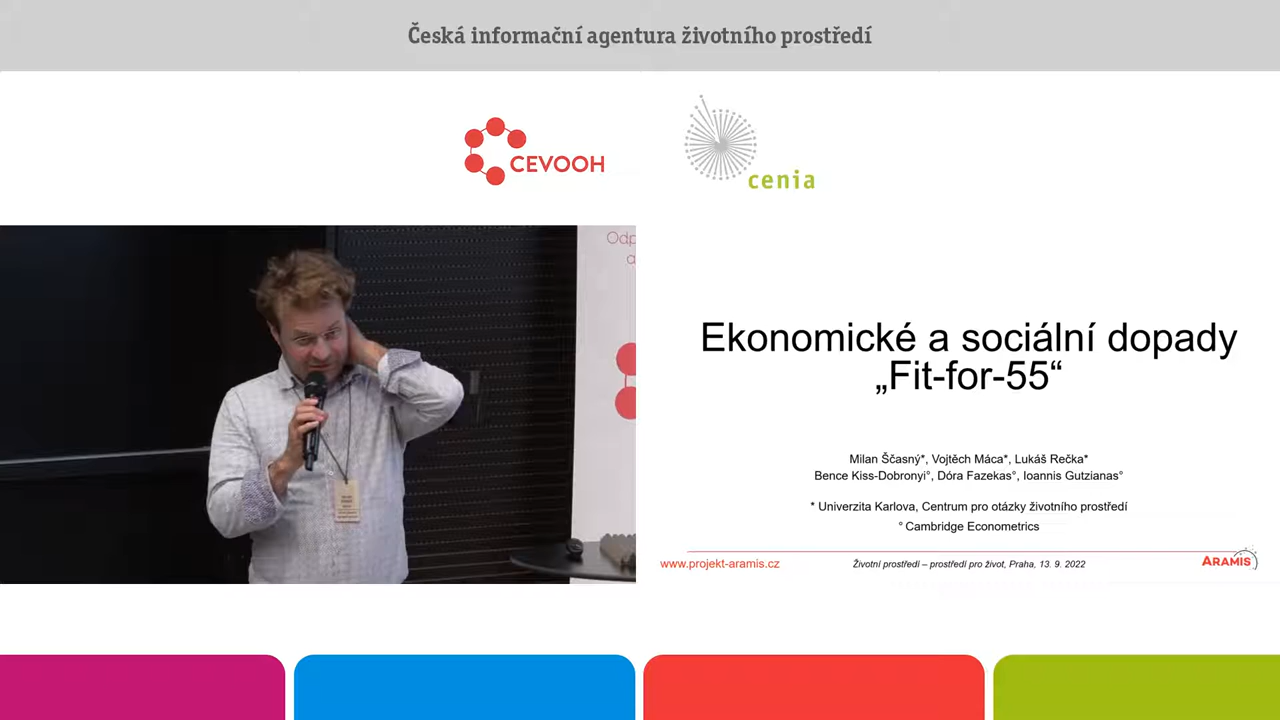 Česká informační agentura životního prostředí
CEVOOH
cenia
Odp
a
Ekonomické a sociální dopady
„Fit-for-55“
Milan Ščasný*, Vojtěch Máca*, Lukáš Rečka*
Bence Kiss-Dobronyi°, Dóra Fazekas°, Ioannis Gutzianas°
* Univerzita Karlova, Centrum pro otázky životního prostředí
° Cambridge Econometrics
www.projekt-aramis.cz
Životní prostředí – prostředí pro život, Praha, 13. 9. 2022
ARAMIS